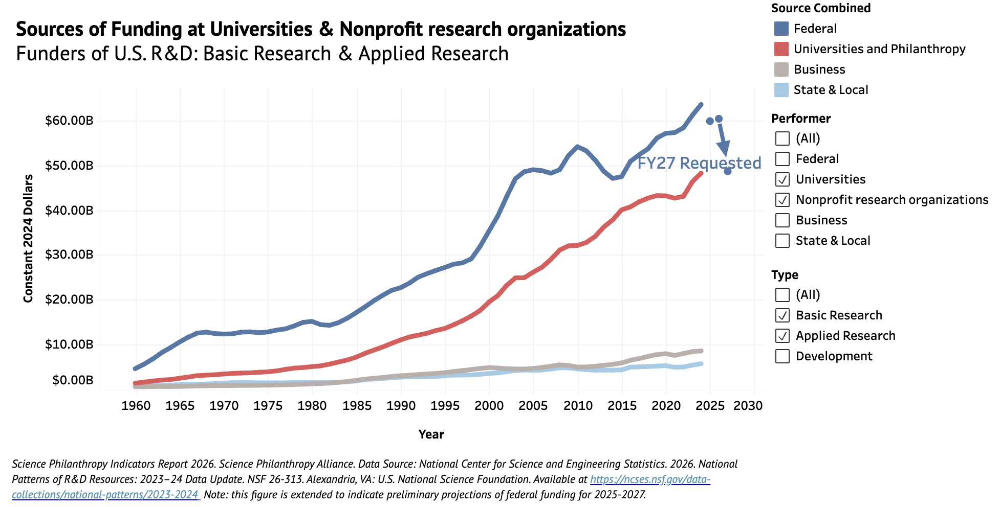 Sources of Funding at Universities & Nonprofit research organizations
Funders of U.S. R&D: Basic Research & Applied Research
Source Combined
Federal
Universities and Philanthropy
Business
State & Local
Performer
(All)
Federal
Universities
Nonprofit research organizations
Business
State & Local
Type
(All)
Basic Research
Applied Research
Development
Constant 2024 Dollars
$60.00B
$50.00B
$40.00B
$30.00B
$20.00B
$10.00B
$0.00B
FY27 Requested
1960 1965 1970 1975 1980 1985 1990 1995 2000 2005 2010 2015 2020 2025 2030
Year
Science Philanthropy Indicators Report 2026. Science Philanthropy Alliance. Data Source: National Center for Science and Engineering Statistics. 2026. National
Patterns of R&D Resources: 2023–24 Data Update. NSF 26-313. Alexandria, VA: U.S. National Science Foundation. Available at https://ncses.nsf.gov/data-
collections/national-patterns/2023-2024 Note: this figure is extended to indicate preliminary projections of federal funding for 2025-2027.